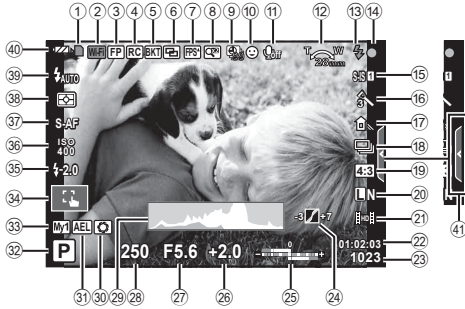 ① ② ③ ④ ⑤ ⑥ ⑦ ⑧ ⑨ ⑩ ⑪ ⑫ ⑬ ⑭
Wi-Fi FP RC BKT FPS OFF T W
28mm
㊵
㊴ AUTO
S-IS 1 ⑮
㊳
⑯
㊲ S-AF
⑰
㊱ ISO
400
⑱
㉟ -2.0
4:3 ⑲
㉞
L N ⑳
㉝ My1 AEL
-3 +7
HD ㉑
01:02:03 ㉒
㉜ P 250 F5.6 +2.0 0
1023 ㉓
㉛ ㉚ ㉙ ㉘ ㉗ ㉖ ㉕ ㉔
1
㊶